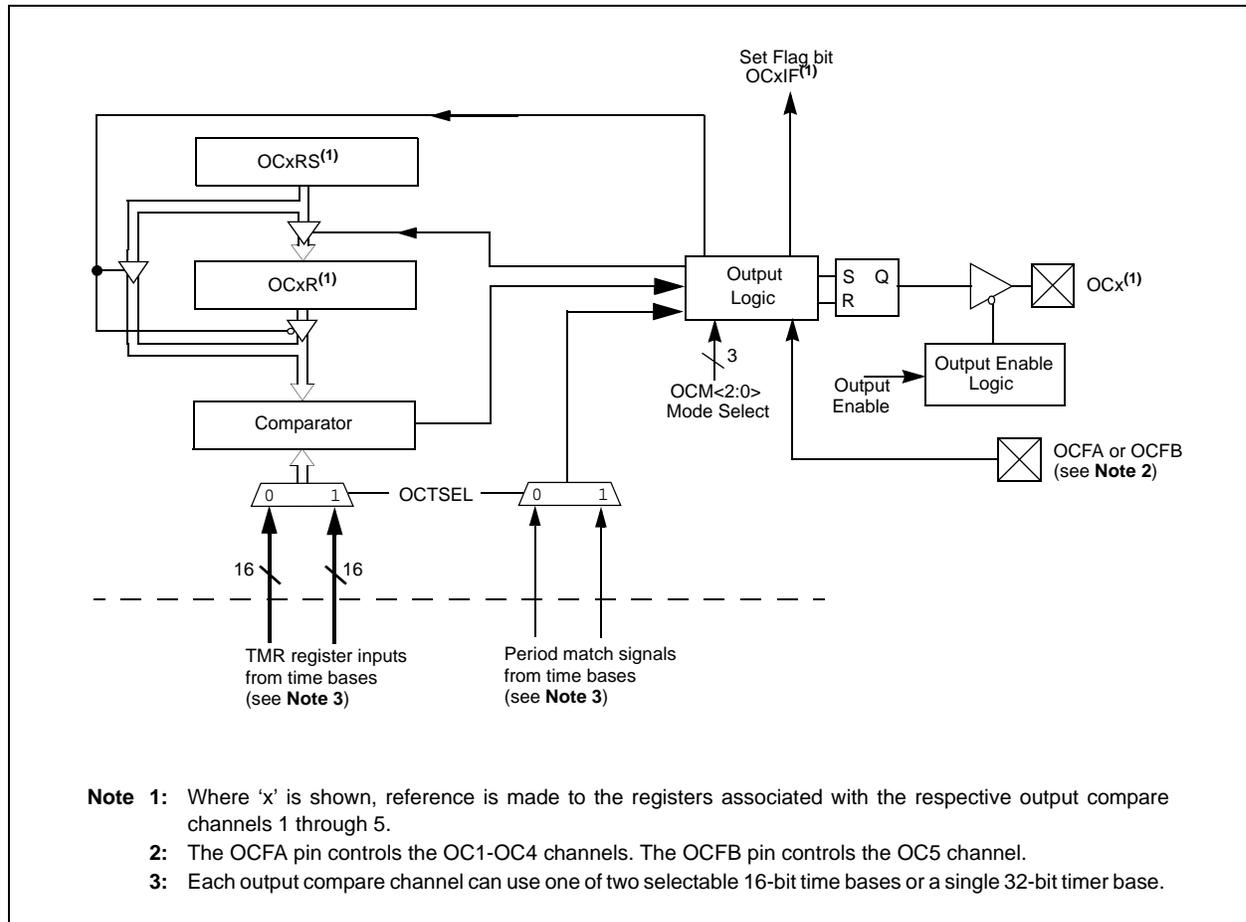 Set Flag bit
OCxIF(1)
OCxRS(1)
OCxR(1)
Output
Logic
S Q
R
OCx(1)
3
OCM<2:0>
Mode Select
Output
Enable
Output Enable
Logic
Comparator
OCFA or OCFB
(see Note 2)
0 1
OCTSEL
0 1
16
16
TMR register inputs
from time bases
(see Note 3)
Period match signals
from time bases
(see Note 3)
Note 1: Where ‘x’ is shown, reference is made to the registers associated with the respective output compare
channels 1 through 5.
2: The OCFA pin controls the OC1-OC4 channels. The OCFB pin controls the OC5 channel.
3: Each output compare channel can use one of two selectable 16-bit time bases or a single 32-bit timer base.